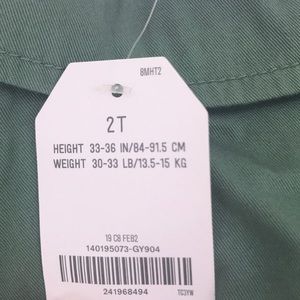 8MHT2
2T
HEIGHT 33-36 IN/84-91.5 CM
WEIGHT 30-33 LB/13.5-15 KG
19 C8 FEB2
140195073-GY904
241968494
TC3YW